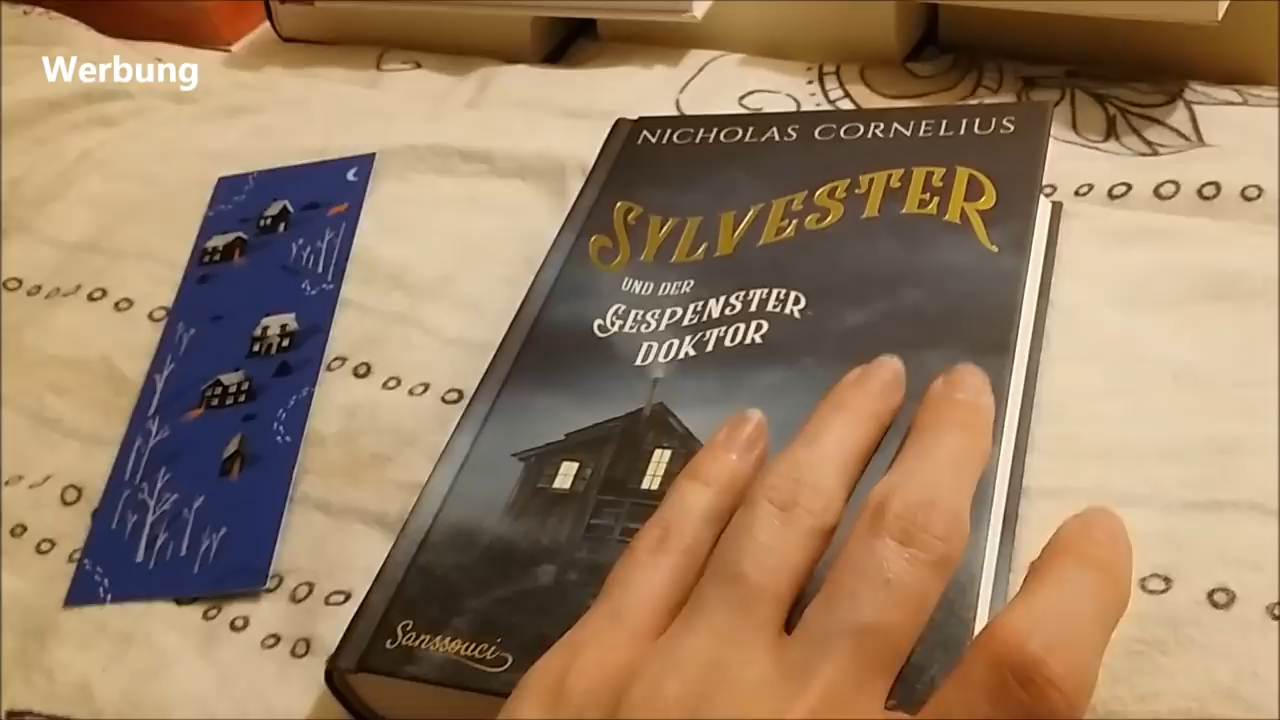 Werbung
NICHOLAS CORNELIUS
SYLVESTER
UND DER
GESPENSTER
DOKTOR
Sanssouci